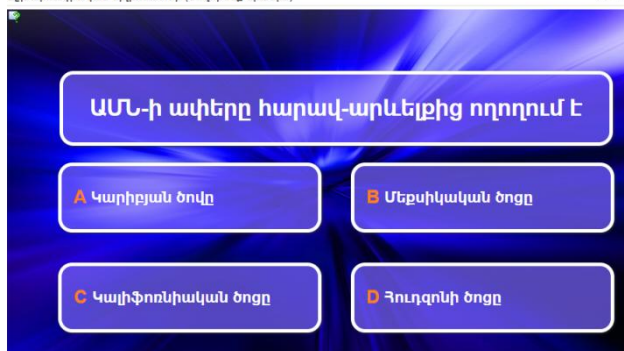 ԱՄՆ-ի ափերը հարավ-արևելքից ողողում է
A Կարիբյան ծովը
B Մեքսիկական ծոցը
C Կալիֆոռնիական ծոցը
D Հուդզոնի ծոցը